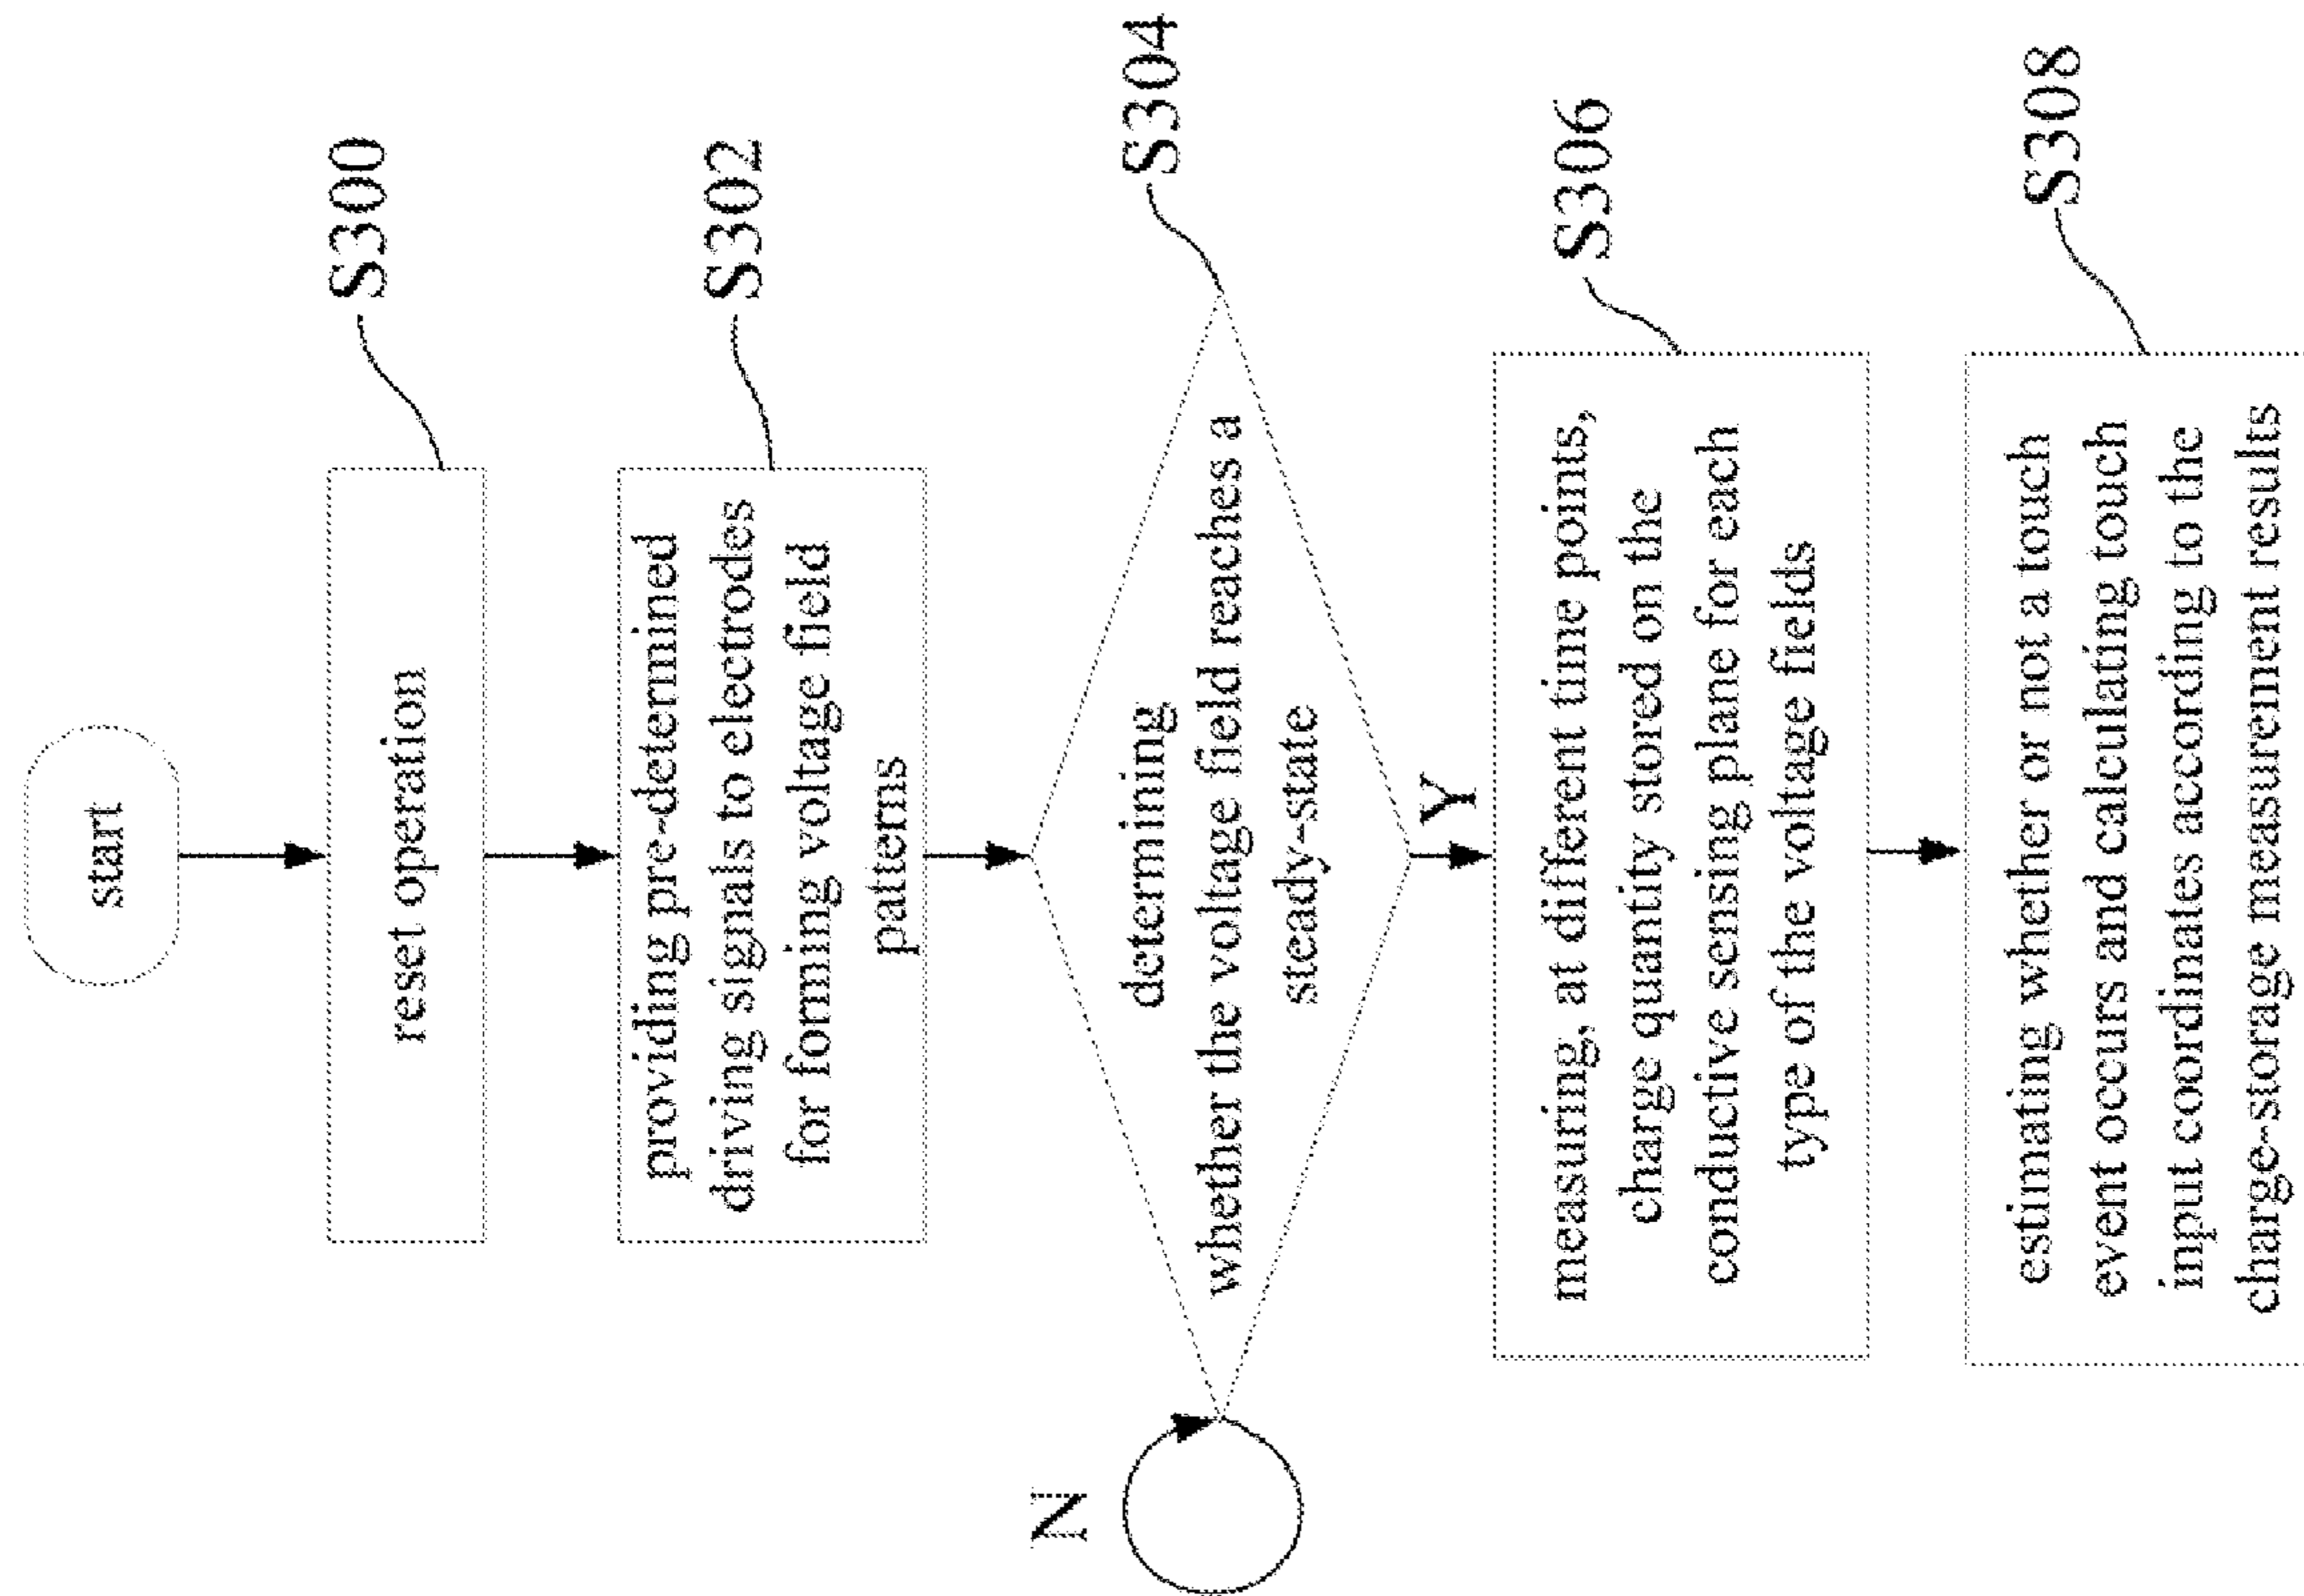 start
reset operation
S300
providing pre-determined
driving signals to electrodes
for foming voltage field
patterns
S302
determining
whether the voltage field reaches a
steady-state
S304
N
Y
measuring, at different time points,
charge quantity stored on the
conductive sensing plane for each
type of the voltage fields
S306
estimating whether or not a touch
event occurs and calculating touch
input coordinates according to the
charge-storage measurement results
S308